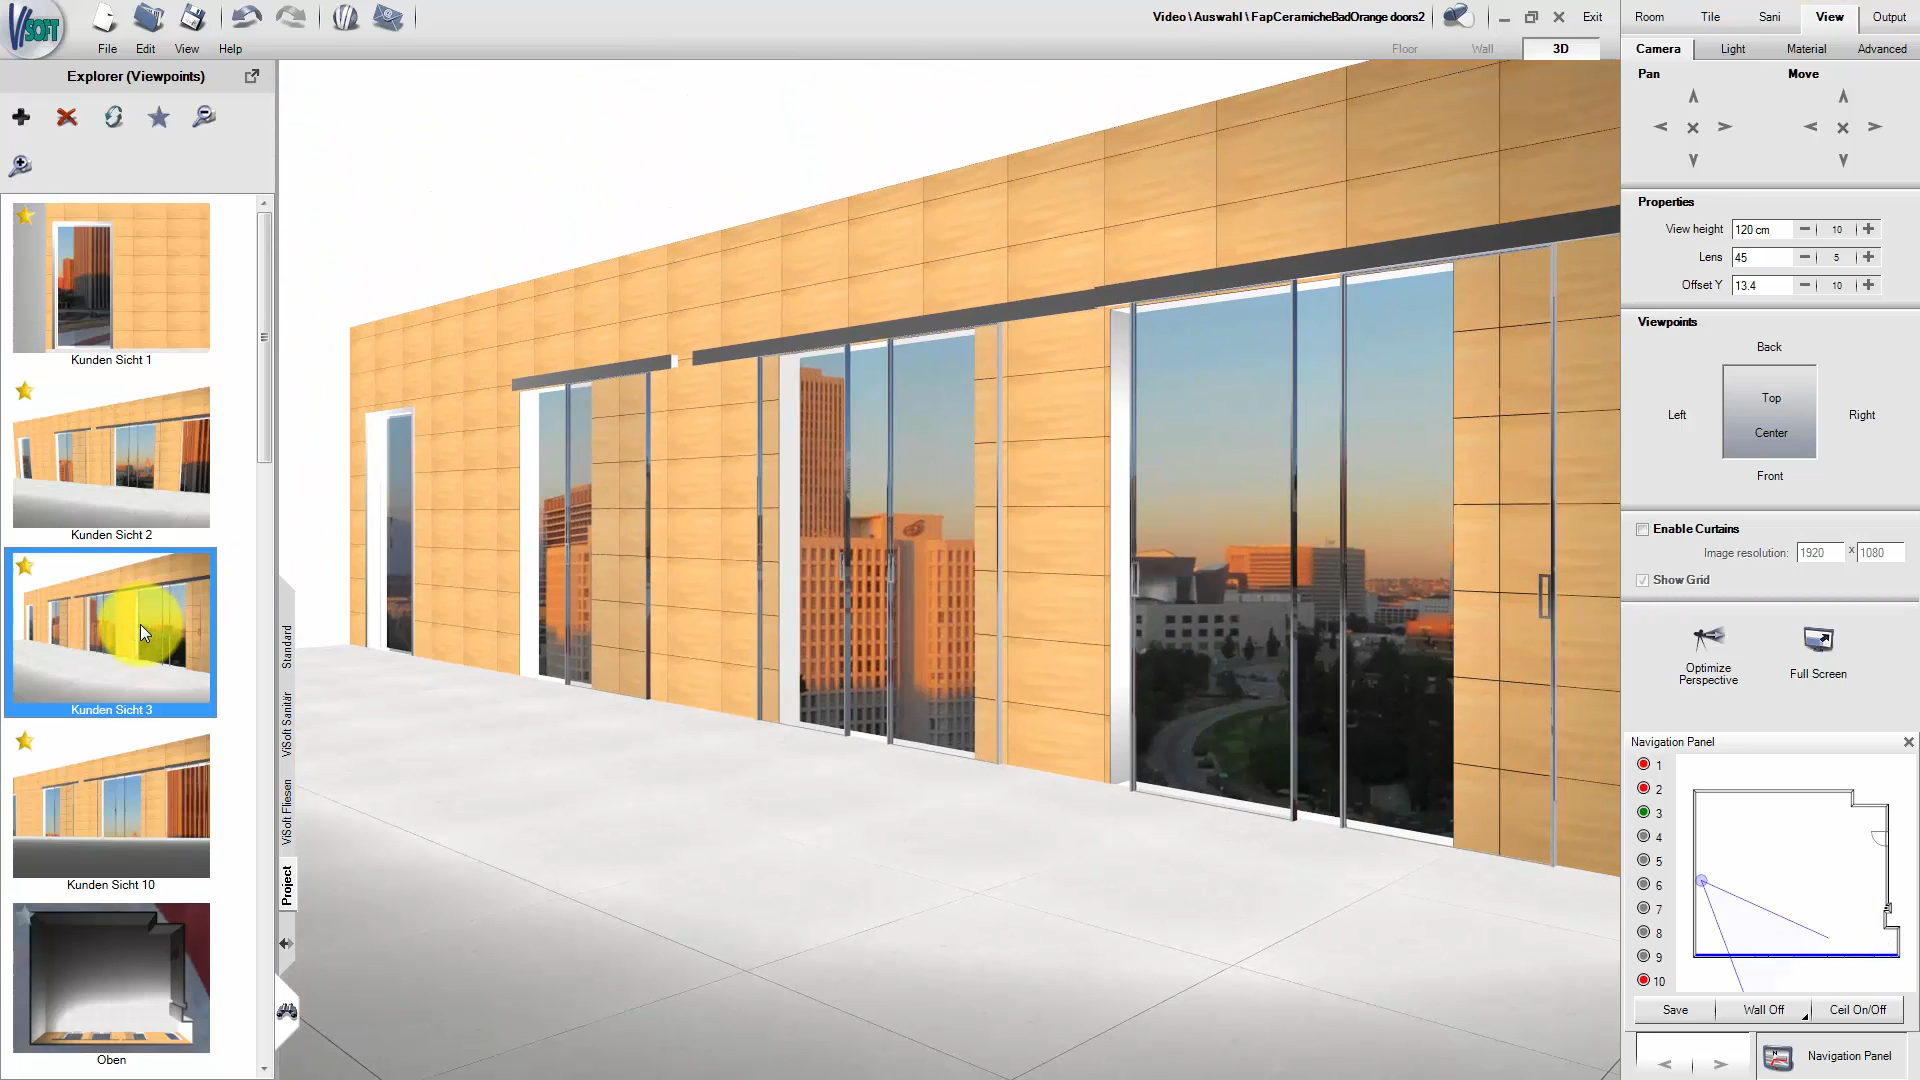 ViSOFT
File
Edit
View
Help
Video \ Auswahl \ FapCeramicheBadOrange doors2
Exit
Floor
Wall
3D
Room
Tile
Sani
View
Output
Camera
Light
Material
Advanced
Explorer (Viewpoints)
Kunden Sicht 1
Kunden Sicht 2
Kunden Sicht 3
Kunden Sicht 10
Oben
Standard
ViSoft Sanitär
ViSoft Fliesen
Project
Pan
Move
Properties
View height 120 cm 10
Lens 45 5
Offset Y 13.4 10
Viewpoints
Back
Left
Top
Center
Right
Front
Enable Curtains
Image resolution: 1920 x 1080
Show Grid
Optimize
Perspective
Full Screen
Navigation Panel
1
2
3
4
5
6
7
8
9
10
Save
Wall Off
Ceil On/Off
Navigation Panel